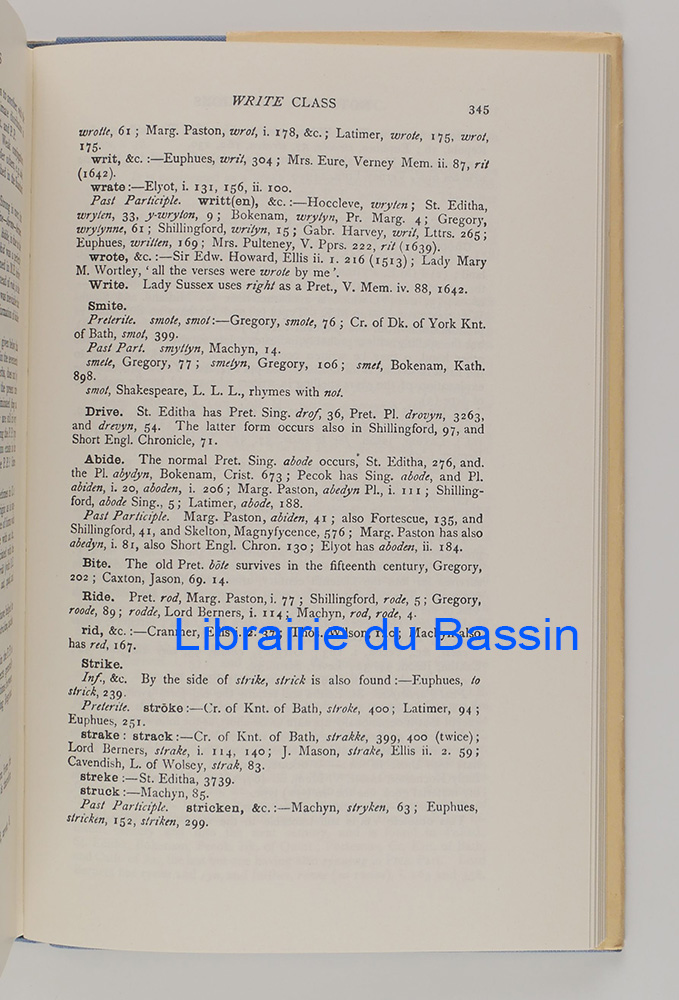 WRITE CLASS 345
wrotte, 61 ; Marg. Paston, wrot, i. 178, &c. ; Latimer, wrote, 175, wrot,
175.
writ, &c. :—Euphues, writ, 304 ; Mrs. Eure, Verney Mem. ii. 87, rit
(1642).
wrate :—Elyot, i. 131, 156, ii. 100.
Past Participle. writt(en), &c. :—Hoccleve, wryten ; St. Editha,
wryten, 33, y-wryton, 9 ; Bokenam, wrytyn, Pr. Marg. 4 ; Gregory,
wrytynne, 61 ; Shillingford, writyn, 15 ; Gabr. Harvey, writ, Lttrs. 265 ;
Euphues, written, 169 ; Mrs. Pulteney, V. Pprs. 222, rit (1639).
wrote, &c. :—Sir Edw. Howard, Ellis ii. 1. 216 (1513) ; Lady Mary
M. Wortley, ‘ all the verses were wrote by me ’.
Write. Lady Sussex uses right as a Pret., V. Mem. iv. 88, 1642.
Smite.
Preterite. smote, smot :—Gregory, smote, 76 ; Cr. of Dk. of York Knt.
of Bath, smot, 399.
Past Part. smyttyn, Machyn, 14.
smete, Gregory, 77 ; smetyn, Gregory, 106 ; smet, Bokenam, Kath.
898.
smot, Shakespeare, L. L. L., rhymes with not.
Drive. St. Editha has Pret. Sing. drof, 36, Pret. Pl. drovyn, 3263,
and drevyn, 54. The latter form occurs also in Shillingford, 97, and
Short Engl. Chronicle, 71.
Abide. The normal Pret. Sing. abode occurs, St. Editha, 276, and.
the Pl. abydyn, Bokenam, Crist. 673 ; Pecok has Sing. abode, and Pl.
abiden, i. 20, aboden, i. 206 ; Marg. Paston, abedyn Pl., i. 111 ; Shilling-
ford, abode Sing., 5 ; Latimer, abode, 188.
Past Participle. Marg. Paston, abiden, 41 ; also Fortescue, 135, and
Shillingford, 41, and Skelton, Magnyfycence, 576 ; Marg. Paston has also
abedyn, i. 81, also Short Engl. Chron. 130 ; Elyot has aboden, ii. 184.
Bite. The old Pret. bōte survives in the fifteenth century, Gregory,
202 ; Caxton, Jason, 69. 14.
Ride. Pret. rod, Marg. Paston, i. 77 ; Shillingford, rode, 5 ; Gregory,
roode, 89 ; rodde, Lord Berners, i. 114 ; Machyn, rod, rode, 4.
rid, &c. :—Cranmer, Ellis i. 2. 37 ; Thos. Wilson ; Machyn also
has red, 167.
Librairie du Bassin
Strike.
Inf., &c. By the side of strike, strick is also found :—Euphues, to
strick, 239.
Preterite. strōke :—Cr. of Knt. of Bath, stroke, 400 ; Latimer, 94 ;
Euphues, 251.
strake : strack :—Cr. of Knt. of Bath, strakke, 399, 400 (twice) ;
Lord Berners, strake, i. 114, 140 ; J. Mason, strake, Ellis ii. 2. 59 ;
Cavendish, L. of Wolsey, strak, 83.
streke :—St. Editha, 3739.
struck :—Machyn, 85.
Past Participle. stricken, &c. :—Machyn, stryken, 63 ; Euphues,
stricken, 152, striken, 299.